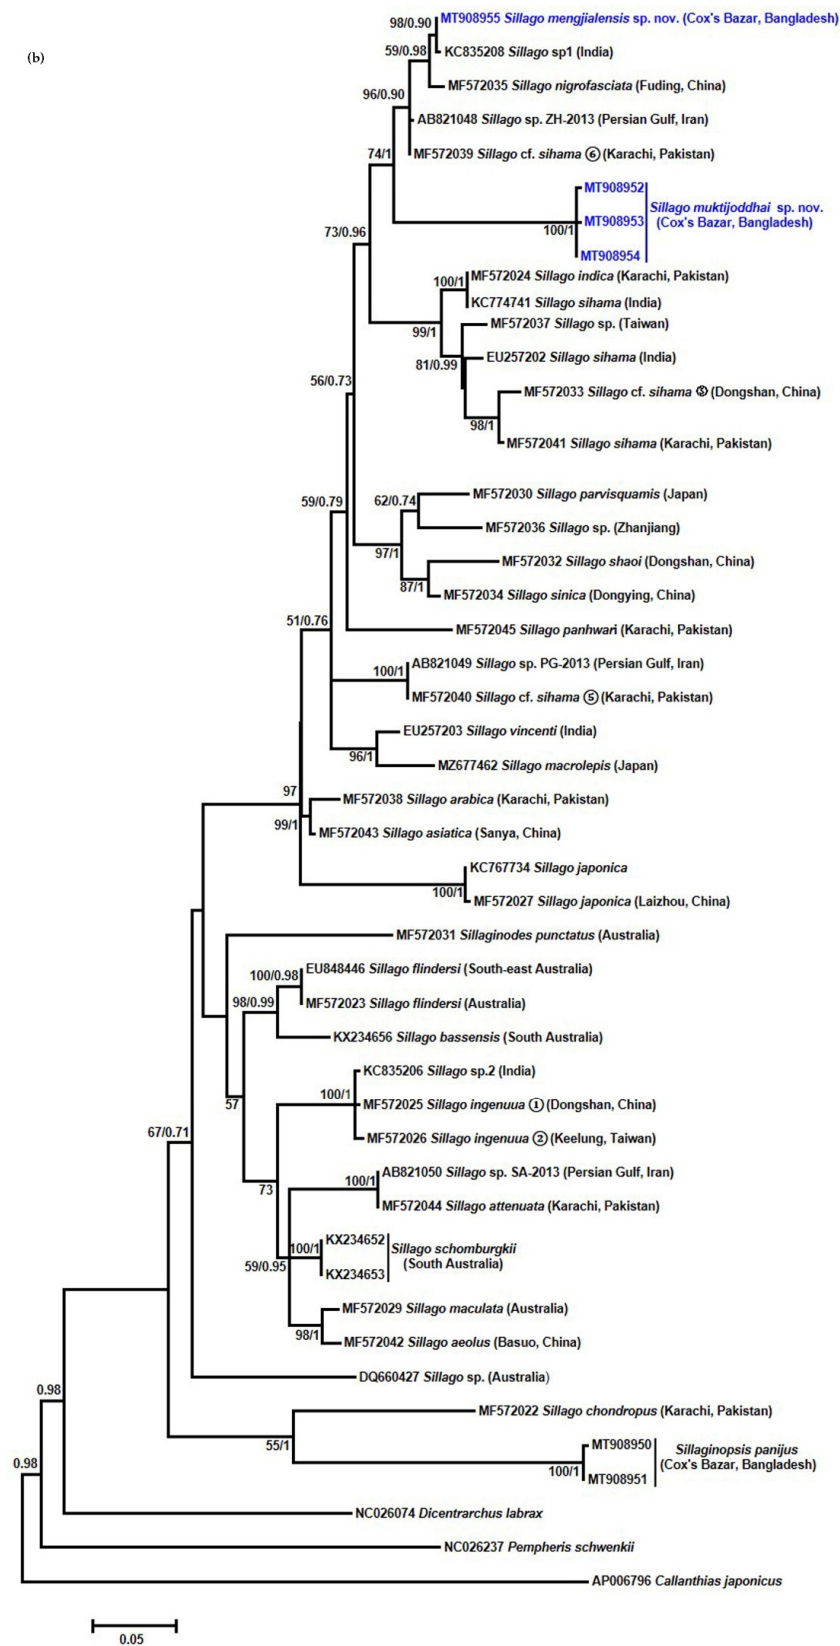 98/0.90
MT908955 Sillago mengjialensis sp. nov. (Cox's Bazar, Bangladesh)
(b)
59/0.98
KC835208 Sillago sp1 (India)
MF572035 Sillago nigrofasciata (Fuding, China)
96/0.90
AB821048 Sillago sp. ZH-2013 (Persian Gulf, Iran)
74/1
MF572039 Sillago cf. sihama ⑥ (Karachi, Pakistan)
MT908952
MT908953
MT908954
Sillago muktijoddhai sp. nov.
(Cox's Bazar, Bangladesh)
100/1
73/0.96
100/1
MF572024 Sillago indica (Karachi, Pakistan)
KC774741 Sillago sihama (India)
99/1
MF572037 Sillago sp. (Taiwan)
EU257202 Sillago sihama (India)
81/0.99
56/0.73
MF572033 Sillago cf. sihama ⑤ (Dongshan, China)
98/1
MF572041 Sillago sihama (Karachi, Pakistan)
59/0.79
62/0.74
MF572030 Sillago parvisquamis (Japan)
MF572036 Sillago sp. (Zhanjiang)
97/1
MF572032 Sillago shaoi (Dongshan, China)
87/1
MF572034 Sillago sinica (Dongying, China)
51/0.76
MF572045 Sillago panhwari (Karachi, Pakistan)
100/1
AB821049 Sillago sp. PG-2013 (Persian Gulf, Iran)
MF572040 Sillago cf. sihama ⑤ (Karachi, Pakistan)
EU257203 Sillago vincenti (India)
96/1
MZ677462 Sillago macrolepis (Japan)
97
MF572038 Sillago arabica (Karachi, Pakistan)
99/1
MF572043 Sillago asiatica (Sanya, China)
KC767734 Sillago japonica
100/1
MF572027 Sillago japonica (Laizhou, China)
MF572031 Sillaginodes punctatus (Australia)
100/0.98
EU848446 Sillago flindersi (South-east Australia)
98/0.99
MF572023 Sillago flindersi (Australia)
KX234656 Sillago bassensis (South Australia)
KC835206 Sillago sp.2 (India)
100/1
57
MF572025 Sillago ingenuua ① (Dongshan, China)
67/0.71
MF572026 Sillago ingenuua ② (Keelung, Taiwan)
73
AB821050 Sillago sp. SA-2013 (Persian Gulf, Iran)
100/1
MF572044 Sillago attenuata (Karachi, Pakistan)
KX234652
KX234653
Sillago schomburgkii
(South Australia)
100/1
59/0.95
MF572029 Sillago maculata (Australia)
98/1
MF572042 Sillago aeolus (Basuo, China)
DQ660427 Sillago sp. (Australia)
0.98
MF572022 Sillago chondropus (Karachi, Pakistan)
55/1
MT908950
MT908951
Sillaginopsis panijus
(Cox's Bazar, Bangladesh)
100/1
0.98
NC026074 Dicentrarchus labrax
NC026237 Pempheris schwenkii
AP006796 Callanthias japonicus
0.05